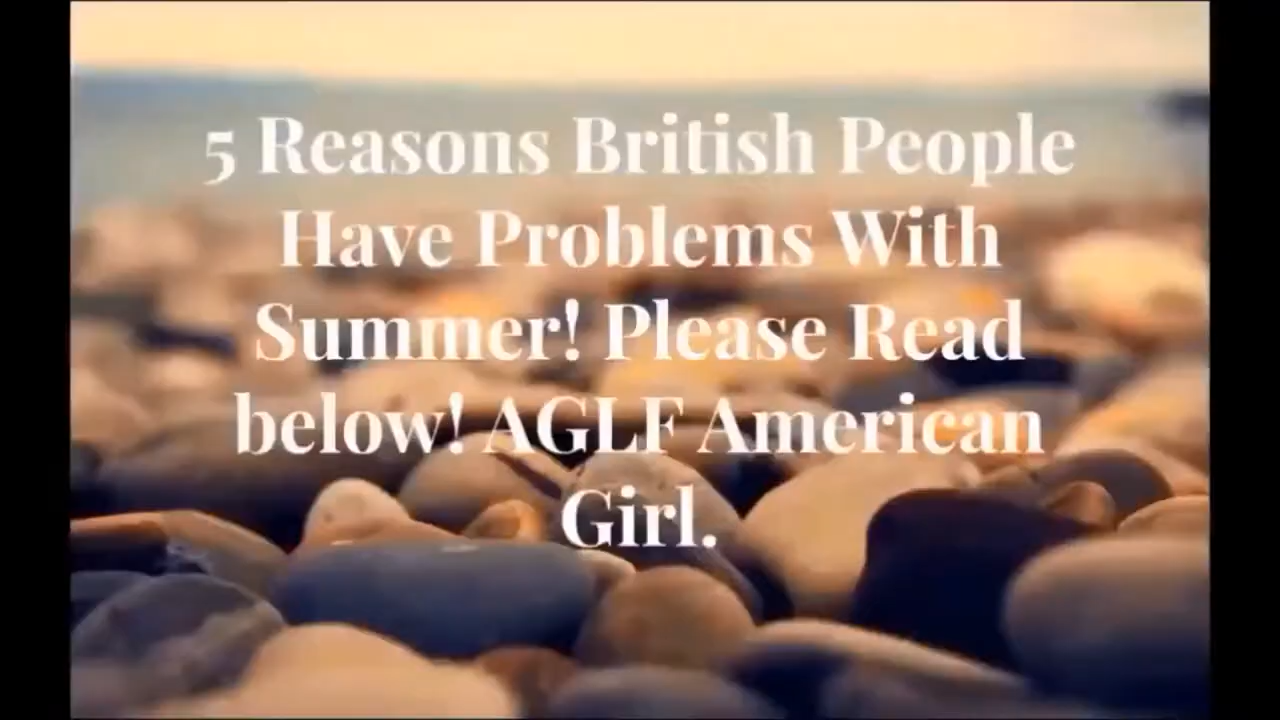 5 Reasons British People
Have Problems With
Summer! Please Read
below! AGLF American
Girl.